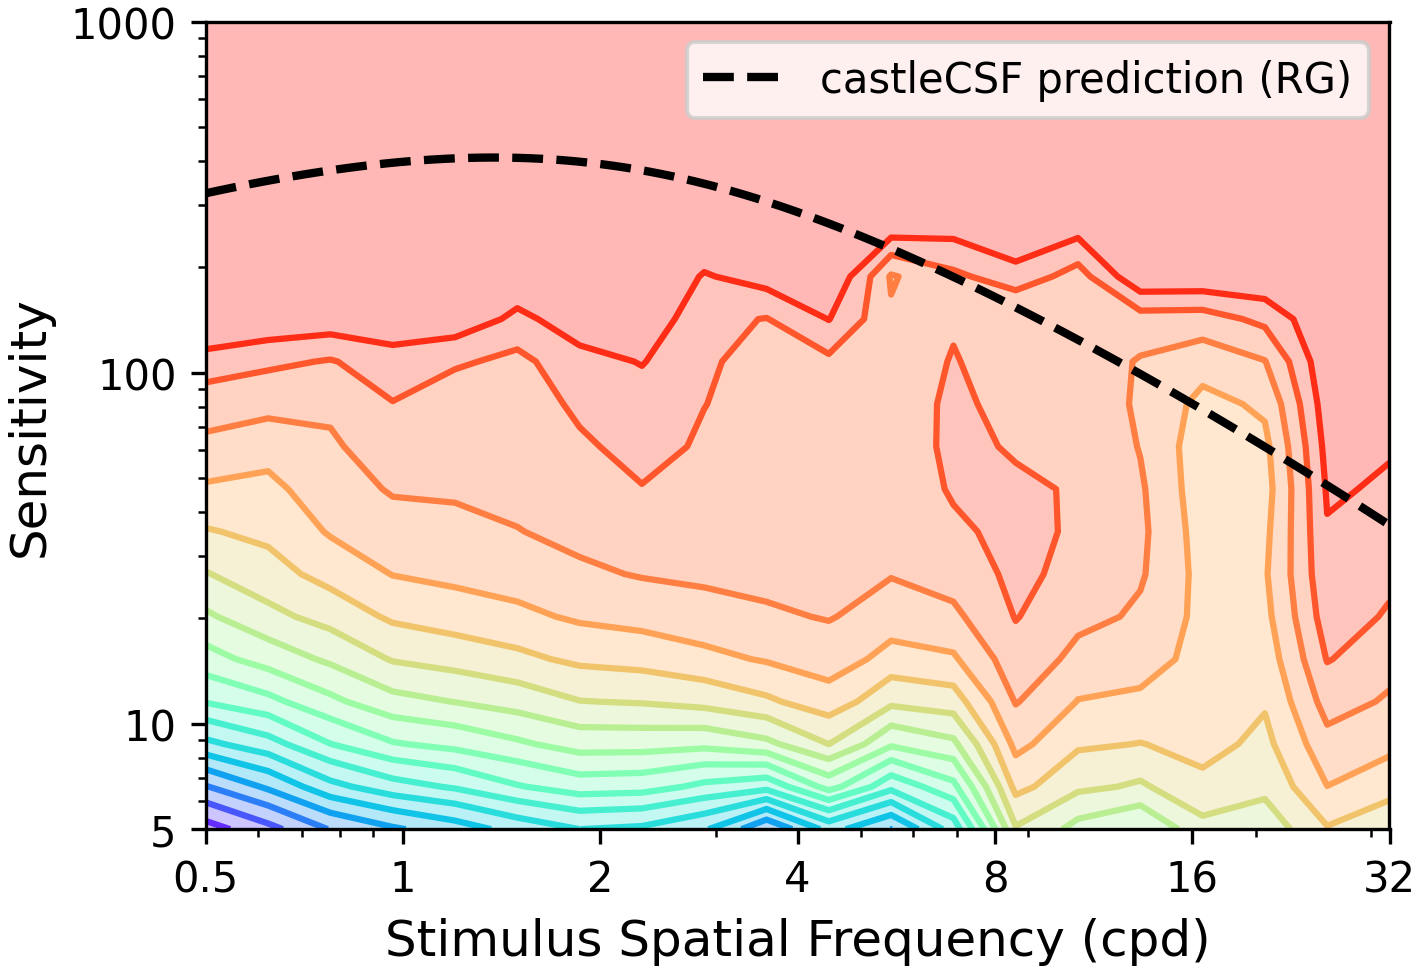 1000
castleCSF prediction (RG)
100
Sensitivity
10
5
0.5 1 2 4 8 16 32
Stimulus Spatial Frequency (cpd)